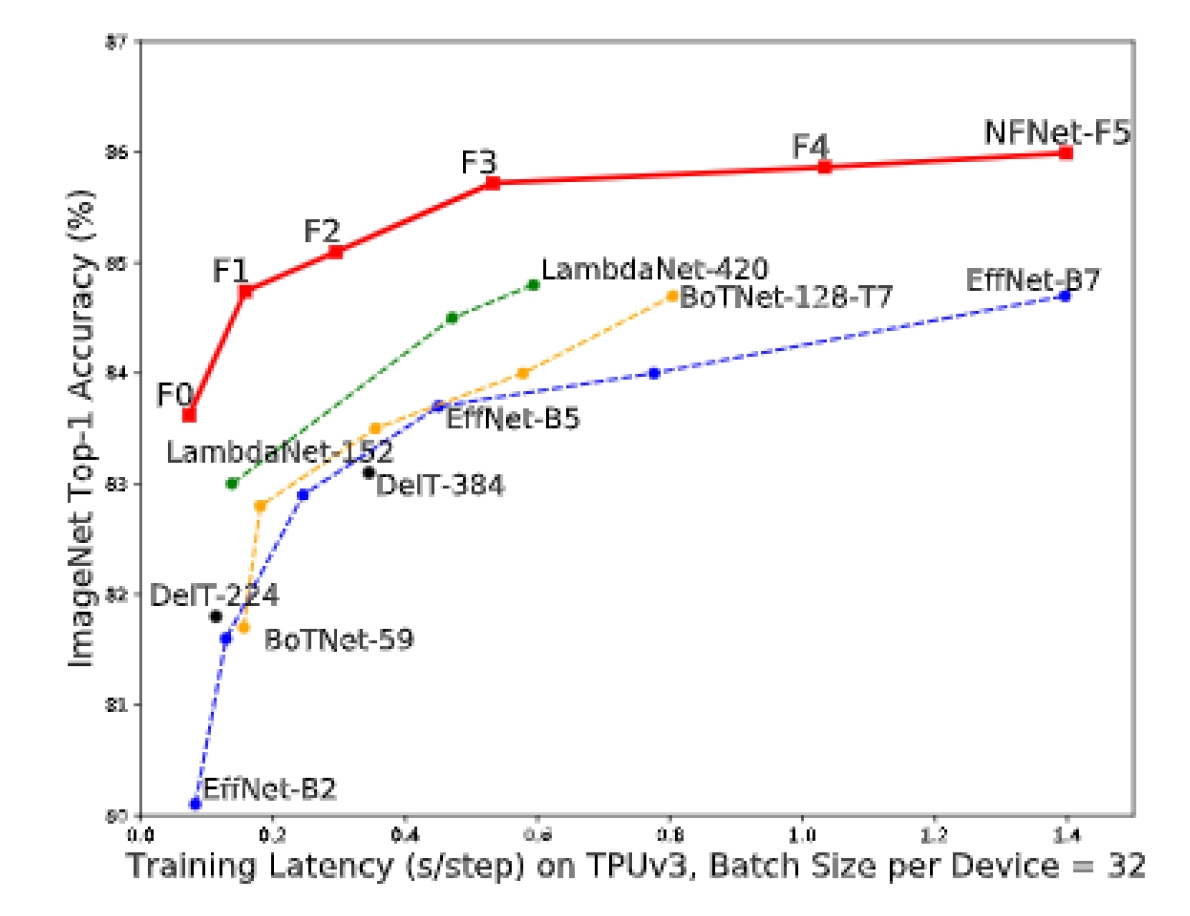 87
86
85
84
83
82
81
80
ImageNet Top-1 Accuracy (%)
NFNet-F5
F4
F3
F2
F1
F0
LambdaNet-420
BoTNet-128-T7
EffNet-B7
EffNet-B5
LambdaNet-152
DeIT-384
DeIT-224
BoTNet-59
EffNet-B2
0.0 0.2 0.4 0.6 0.8 1.0 1.2 1.4
Training Latency (s/step) on TPUv3, Batch Size per Device = 32